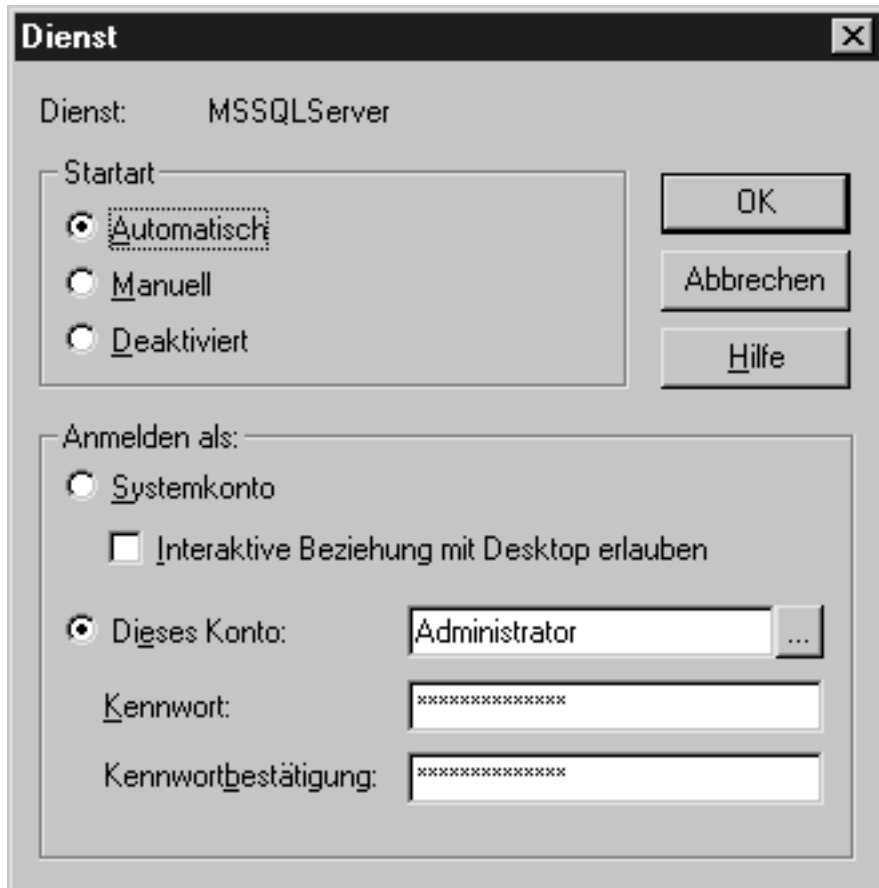 Dienst
Dienst: MSSQLServer
Startart
Automatisch
Manuell
Deaktiviert
OK
Abbrechen
Hilfe
Anmelden als:
Systemkonto
Interaktive Beziehung mit Desktop erlauben
Dieses Konto: Administrator ...
Kennwort: **************
Kennwortbestätigung: **************